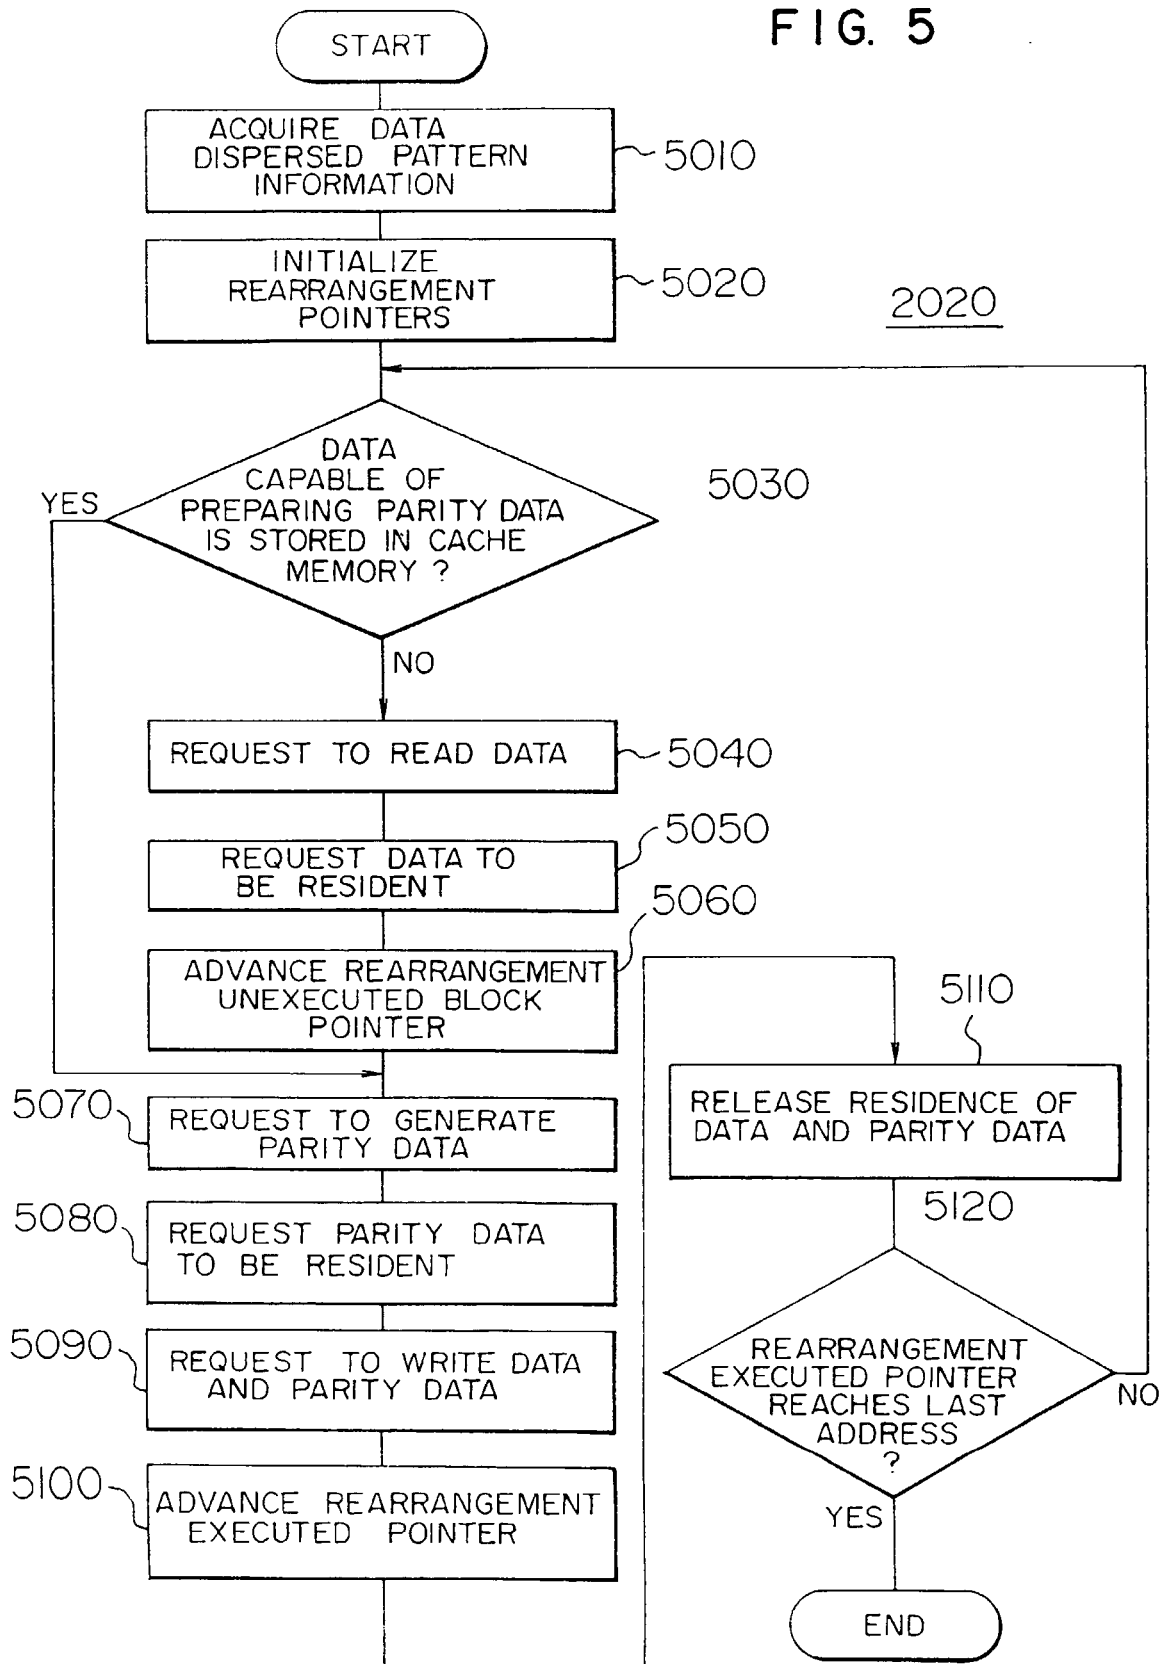 FIG. 5
START
ACQUIRE DATA
DISPERSED PATTERN
INFORMATION
5010
INITIALIZE
REARRANGEMENT
POINTERS
5020
2020
DATA
CAPABLE OF
PREPARING PARITY DATA
IS STORED IN CACHE
MEMORY ?
5030
YES
NO
REQUEST TO READ DATA
5040
REQUEST DATA TO
BE RESIDENT
5050
ADVANCE REARRANGEMENT
UNEXECUTED BLOCK
POINTER
5060
5070
REQUEST TO GENERATE
PARITY DATA
5080
REQUEST PARITY DATA
TO BE RESIDENT
5090
REQUEST TO WRITE DATA
AND PARITY DATA
5100
ADVANCE REARRANGEMENT
EXECUTED POINTER
5110
RELEASE RESIDENCE OF
DATA AND PARITY DATA
5120
REARRANGEMENT
EXECUTED POINTER
REACHES LAST
ADDRESS
?
NO
YES
END